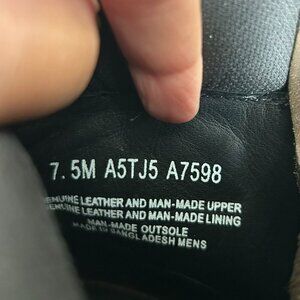 7.5M A5TJ5 A7598
GENUINE LEATHER AND MAN-MADE UPPER
GENUINE LEATHER AND MAN-MADE LINING
MAN-MADE OUTSOLE
MADE IN BANGLADESH MENS